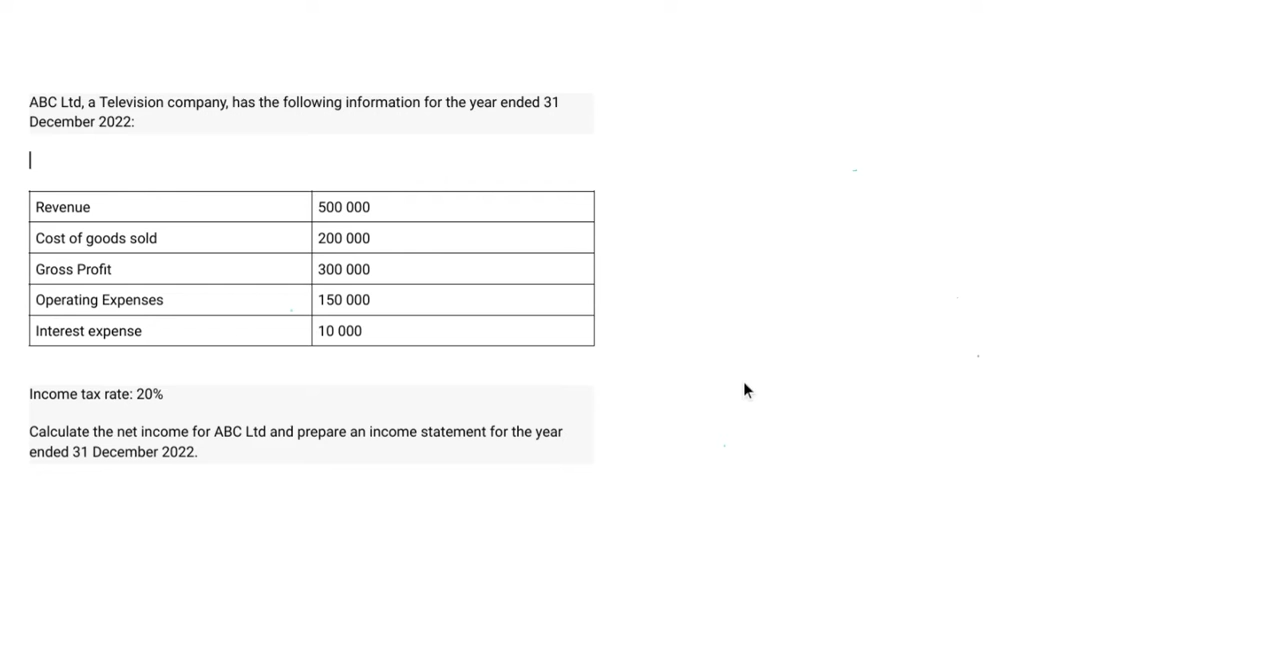 ABC Ltd, a Television company, has the following information for the year ended 31
December 2022:
Revenue 500 000
Cost of goods sold 200 000
Gross Profit 300 000
Operating Expenses 150 000
Interest expense 10 000
Income tax rate: 20%
Calculate the net income for ABC Ltd and prepare an income statement for the year
ended 31 December 2022.